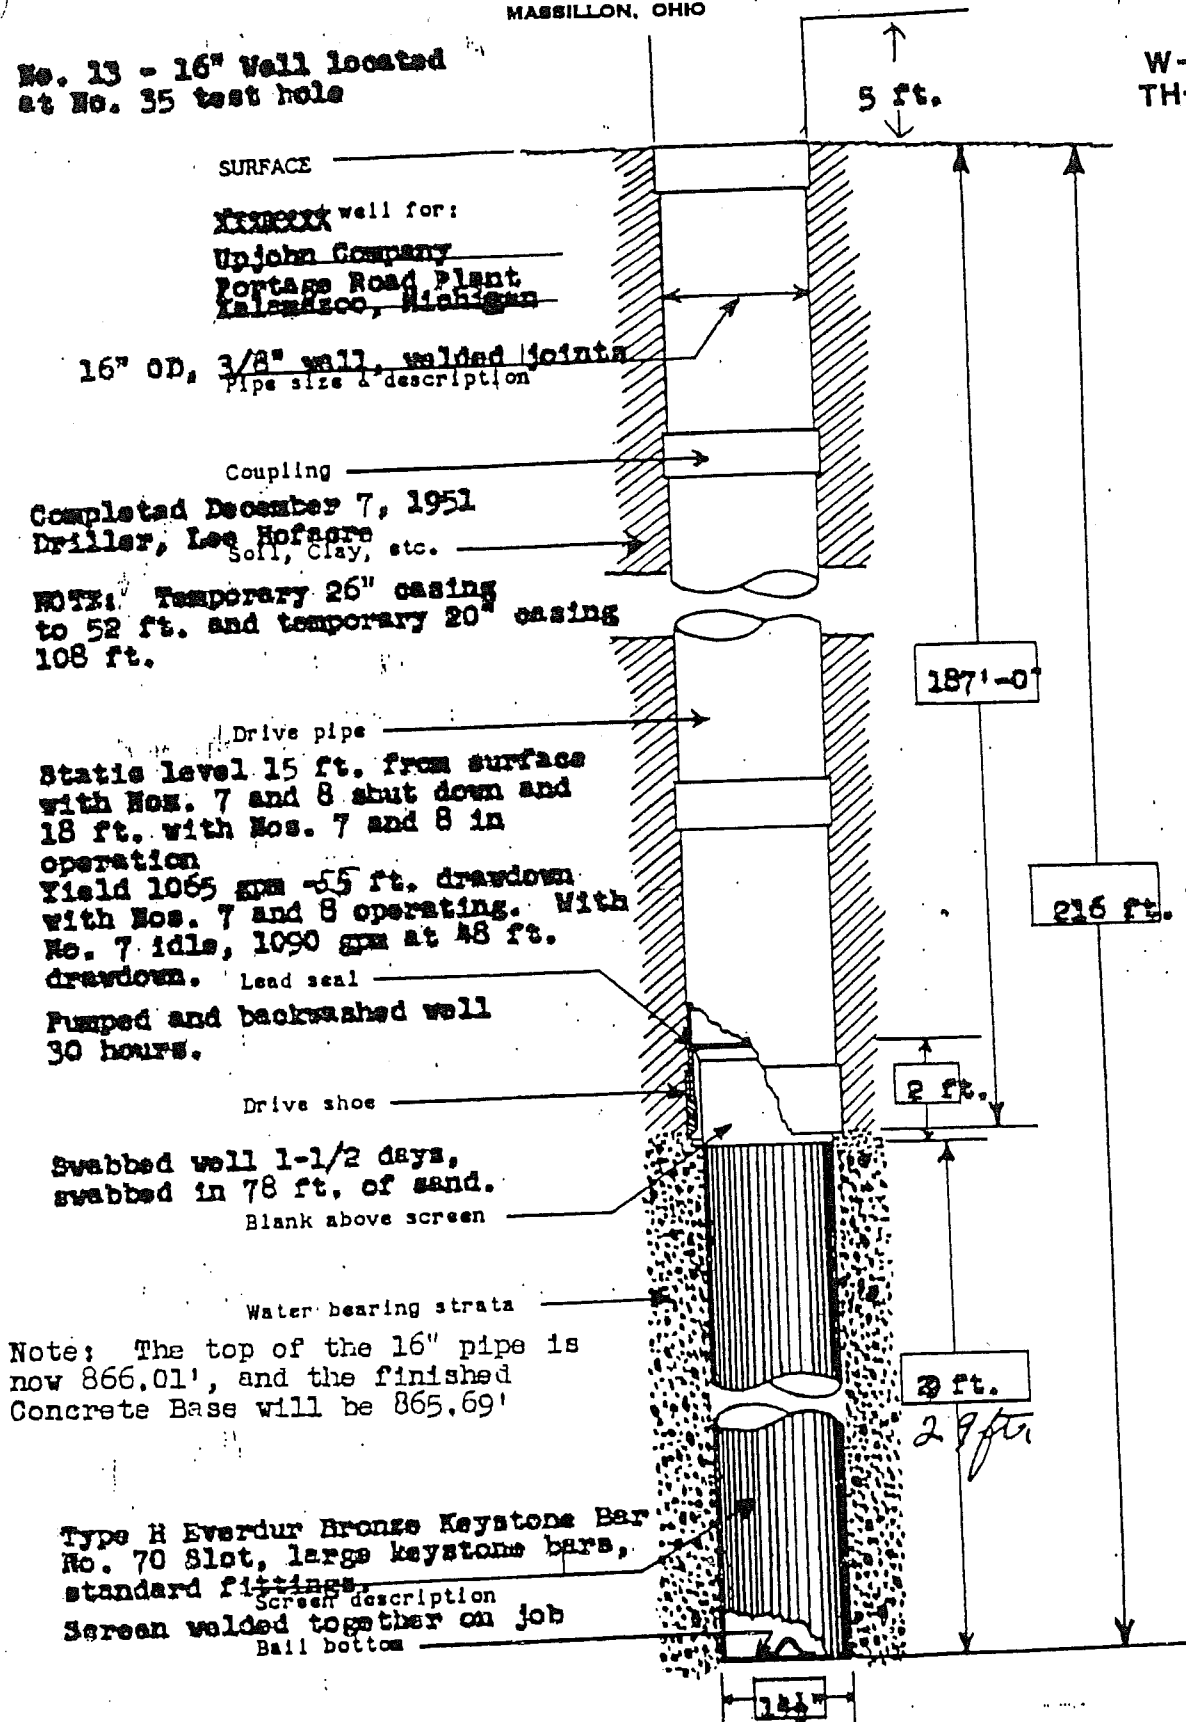 MASSILLON, OHIO
No. 13 - 16" Well located
at No. 35 test hole
W-
TH-
5 ft.
SURFACE
well for:
Upjohn Company
Portage Road Plant
Kalamazoo, Michigan
16" OD, 3/8" wall, welded joints
Pipe size & description
Coupling
Completed December 7, 1951
Driller, Lee Hofacre
Soil, Clay, etc.
NOTE: Temporary 26" casing
to 52 ft. and temporary 20" casing
108 ft.
187'-0"
Drive pipe
Static level 15 ft. from surface
with Nos. 7 and 8 shut down and
18 ft. with Nos. 7 and 8 in
operation
Yield 1065 gpm -55 ft. drawdown
with Nos. 7 and 8 operating. With
No. 7 idle, 1090 gpm at 48 ft.
drawdown.
216 ft.
Lead seal
Pumped and backwashed well
30 hours.
2 ft.
Drive shoe
Swabbed well 1-1/2 days,
swabbed in 78 ft. of sand.
Blank above screen
Water bearing strata
Note: The top of the 16" pipe is
now 866.01', and the finished
Concrete Base will be 865.69'
29 ft.
29 ft.
Type H Everdur Bronze Keystone Bar
No. 70 Slot, large keystone bars,
standard fittings.
Screen description
Screen welded together on job
Bail bottom